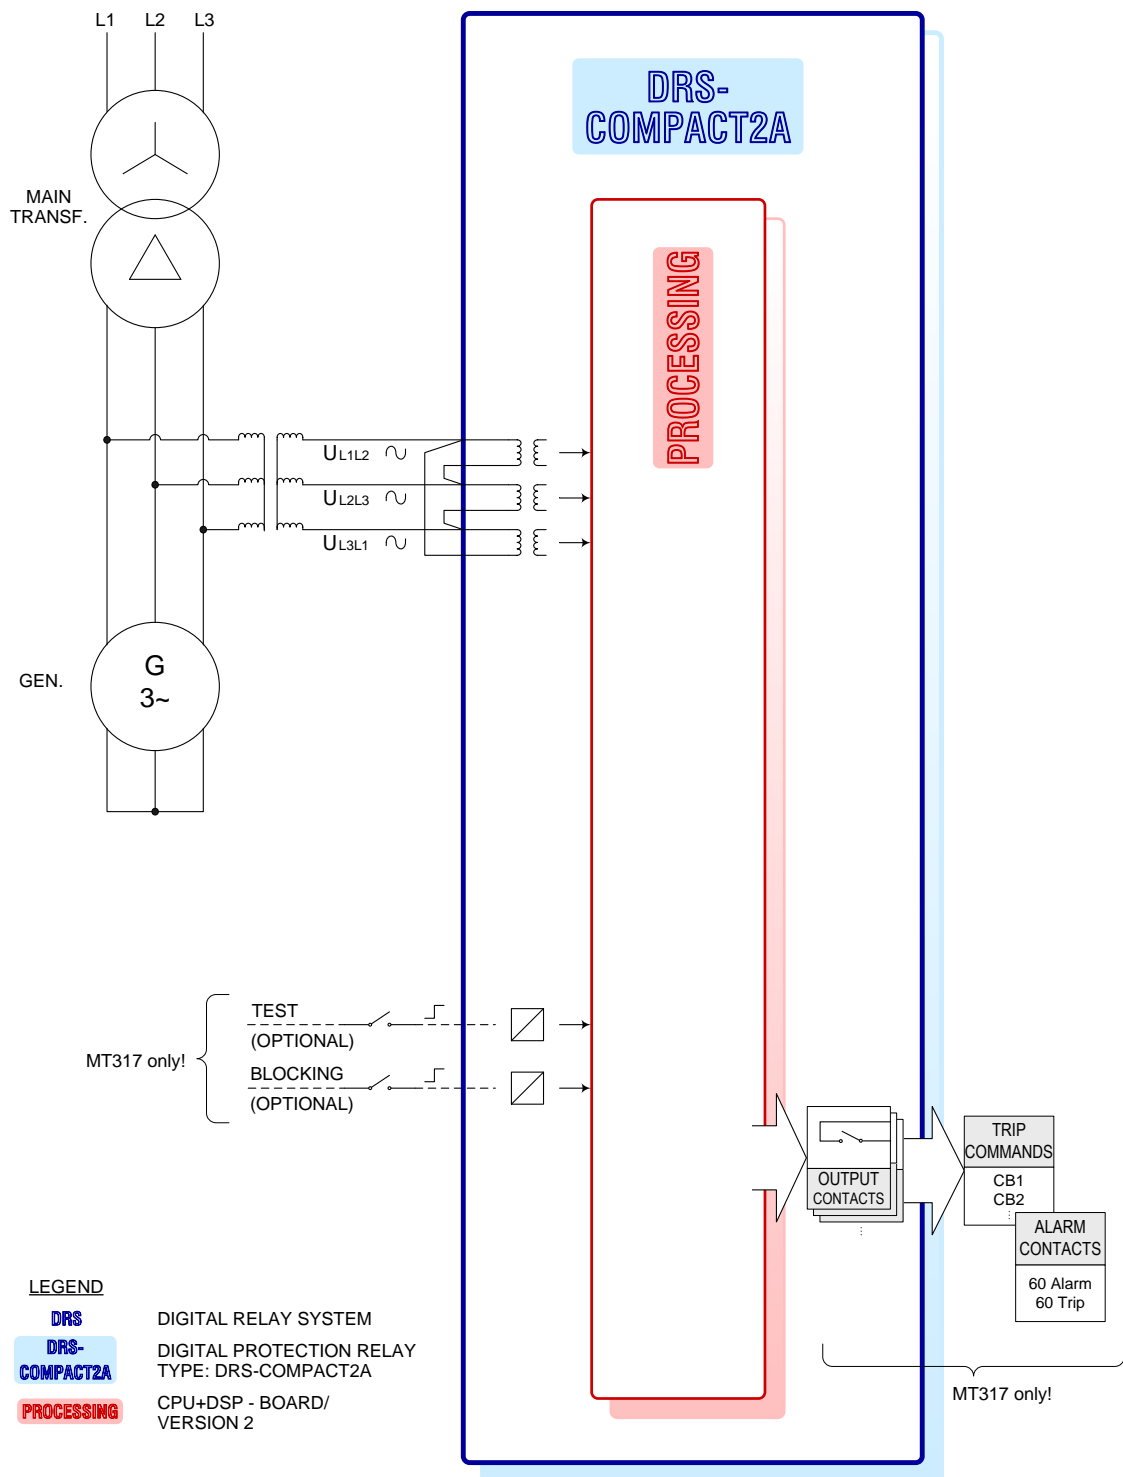 L1 L2 L3
DRS-
COMPACT2A
MAIN
TRANSF.
PROCESSING
UL1L2
UL2L3
UL3L1
G
3~
GEN.
TEST
(OPTIONAL)
MT317 only!
BLOCKING
(OPTIONAL)
OUTPUT
CONTACTS
TRIP
COMMANDS
CB1
CB2
ALARM
CONTACTS
60 Alarm
60 Trip
MT317 only!
LEGEND
DRS DIGITAL RELAY SYSTEM
DRS-
COMPACT2A
DIGITAL PROTECTION RELAY
TYPE: DRS-COMPACT2A
PROCESSING
CPU+DSP - BOARD/
VERSION 2